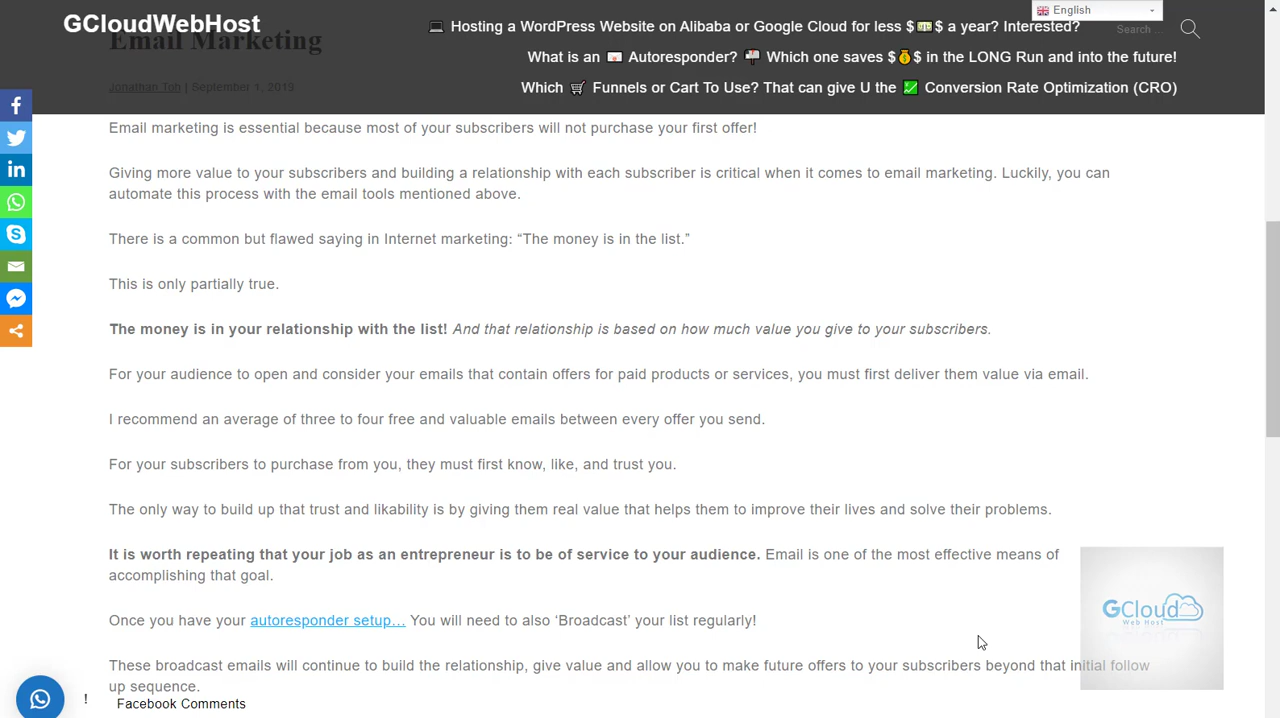 GCloudWebHost
English
Hosting a WordPress Website on Alibaba or Google Cloud for less $💵$ a year? Interested?
Search ...
Email Marketing
What is an 💌 Autoresponder? 📬 Which one saves $💰$ in the LONG Run and into the future!
Jonathan Toh | September 1, 2019
Which 🛒 Funnels or Cart To Use? That can give U the 💹 Conversion Rate Optimization (CRO)
Email marketing is essential because most of your subscribers will not purchase your first offer!
Giving more value to your subscribers and building a relationship with each subscriber is critical when it comes to email marketing. Luckily, you can
automate this process with the email tools mentioned above.
There is a common but flawed saying in Internet marketing: “The money is in the list.”
This is only partially true.
The money is in your relationship with the list! And that relationship is based on how much value you give to your subscribers.
For your audience to open and consider your emails that contain offers for paid products or services, you must first deliver them value via email.
I recommend an average of three to four free and valuable emails between every offer you send.
For your subscribers to purchase from you, they must first know, like, and trust you.
The only way to build up that trust and likability is by giving them real value that helps them to improve their lives and solve their problems.
It is worth repeating that your job as an entrepreneur is to be of service to your audience. Email is one of the most effective means of
accomplishing that goal.
GCloud
Web Host
Once you have your autoresponder setup… You will need to also ‘Broadcast’ your list regularly!
These broadcast emails will continue to build the relationship, give value and allow you to make future offers to your subscribers beyond that initial follow
up sequence.
!
Facebook Comments